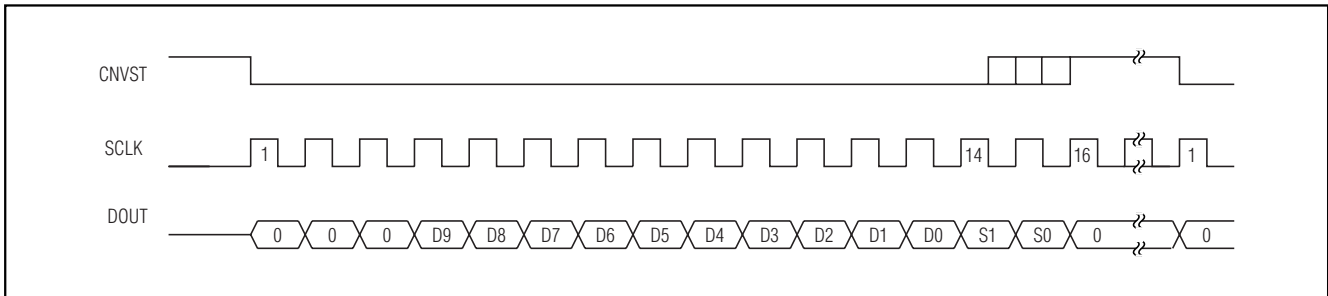 CNVST
SCLK 1 14 16 1
DOUT 0 0 0 D9 D8 D7 D6 D5 D4 D3 D2 D1 D0 S1 S0 0 0